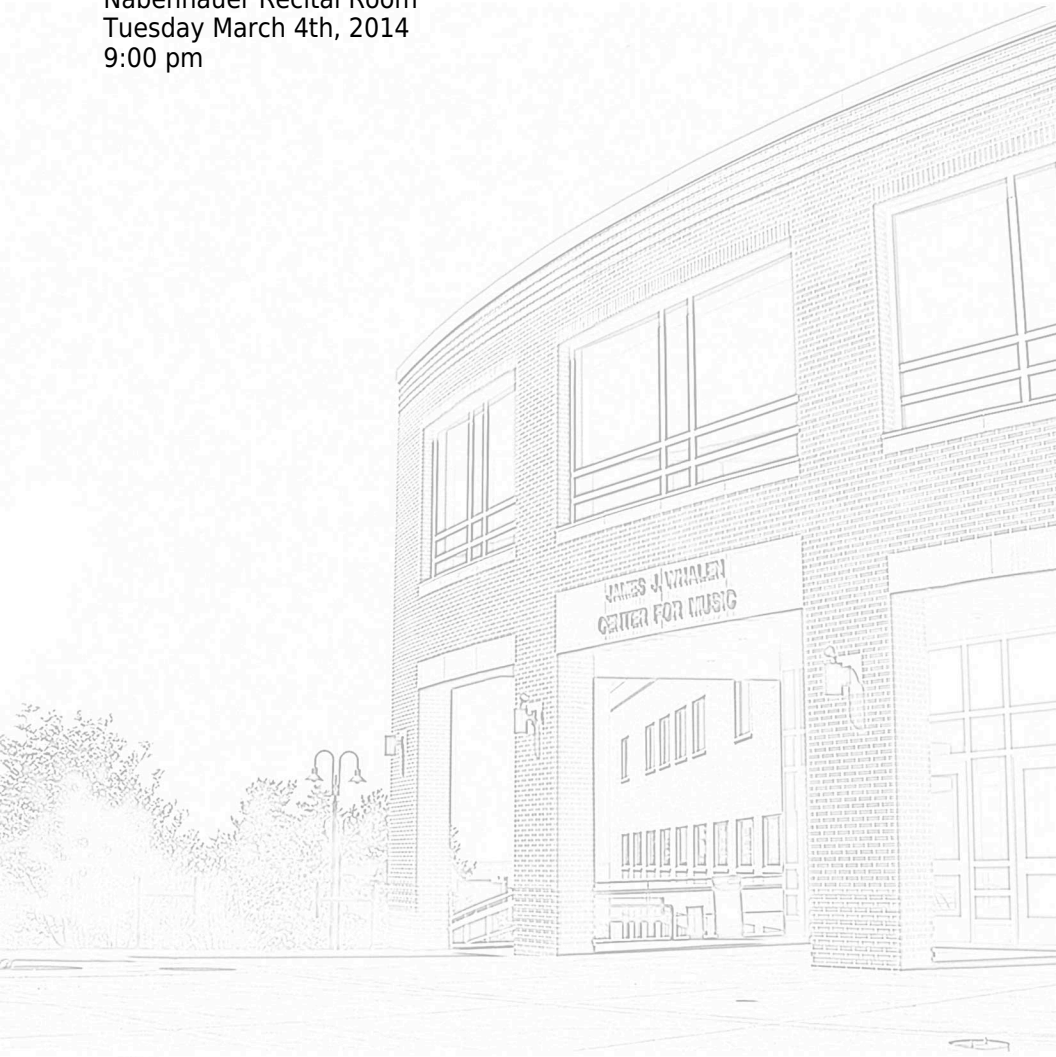 Nabenhauer Recital Room
Tuesday March 4th, 2014
9:00 pm
JAMES J. WHALEN
CENTER FOR MUSIC